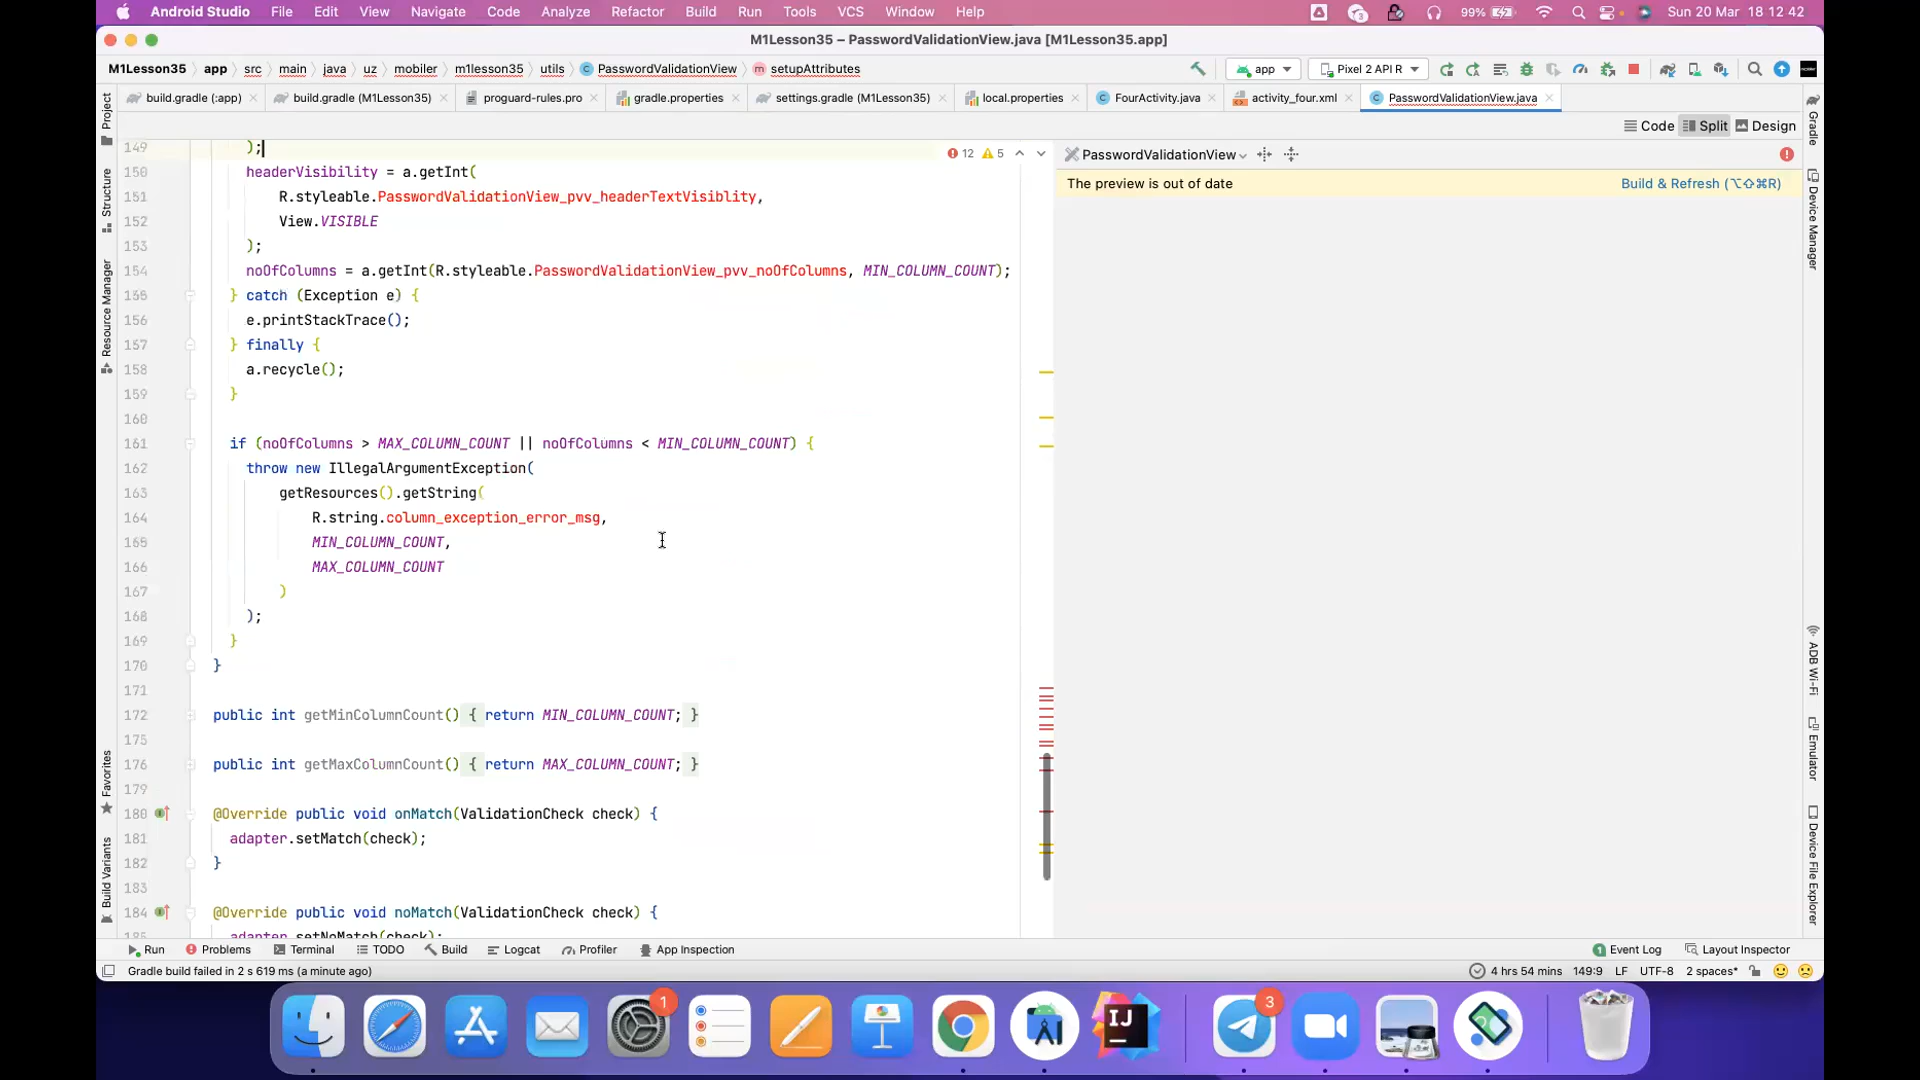 Android Studio File Edit View Navigate Code Analyze Refactor Build Run Tools VCS Window Help 3 99% Sun 20 Mar 18 12 42
M1Lesson35 – PasswordValidationView.java [M1Lesson35.app]
M1Lesson35 app src main java uz mobiler m1lesson35 utils PasswordValidationView setupAttributes app Pixel 2 API R
Project build.gradle (:app) build.gradle (M1Lesson35) proguard-rules.pro gradle.properties settings.gradle (M1Lesson35) local.properties FourActivity.java activity_four.xml PasswordValidationView.java Gradle
Code Split Design
149 ); 12 5 PasswordValidationView
150 headerVisibility = a.getInt( The preview is out of date Build & Refresh (⌥⇧⌘R)
151 R.styleable.PasswordValidationView_pvv_headerTextVisiblity,
152 View.VISIBLE
153 );
154 noOfColumns = a.getInt(R.styleable.PasswordValidationView_pvv_noOfColumns, MIN_COLUMN_COUNT);
155 } catch (Exception e) {
156 e.printStackTrace();
157 } finally {
158 a.recycle();
159 }
160
161 if (noOfColumns > MAX_COLUMN_COUNT || noOfColumns < MIN_COLUMN_COUNT) {
162 throw new IllegalArgumentException(
163 getResources().getString(
164 R.string.column_exception_error_msg,
165 MIN_COLUMN_COUNT,
166 MAX_COLUMN_COUNT
167 )
168 );
169 }
170 }
171
172 public int getMinColumnCount() { return MIN_COLUMN_COUNT; }
175
176 public int getMaxColumnCount() { return MAX_COLUMN_COUNT; }
179
180 @Override public void onMatch(ValidationCheck check) {
181 adapter.setMatch(check);
182 }
183
184 @Override public void noMatch(ValidationCheck check) {
185 adapter.setNoMatch(check);
Structure
Resource Manager
Favorites
Build Variants
Device Manager
ADB Wi-Fi
Emulator
Device File Explorer
Run Problems Terminal TODO Build Logcat Profiler App Inspection 1 Event Log Layout Inspector
Gradle build failed in 2 s 619 ms (a minute ago) 4 hrs 54 mins 149:9 LF UTF-8 2 spaces*
1 IJ 3